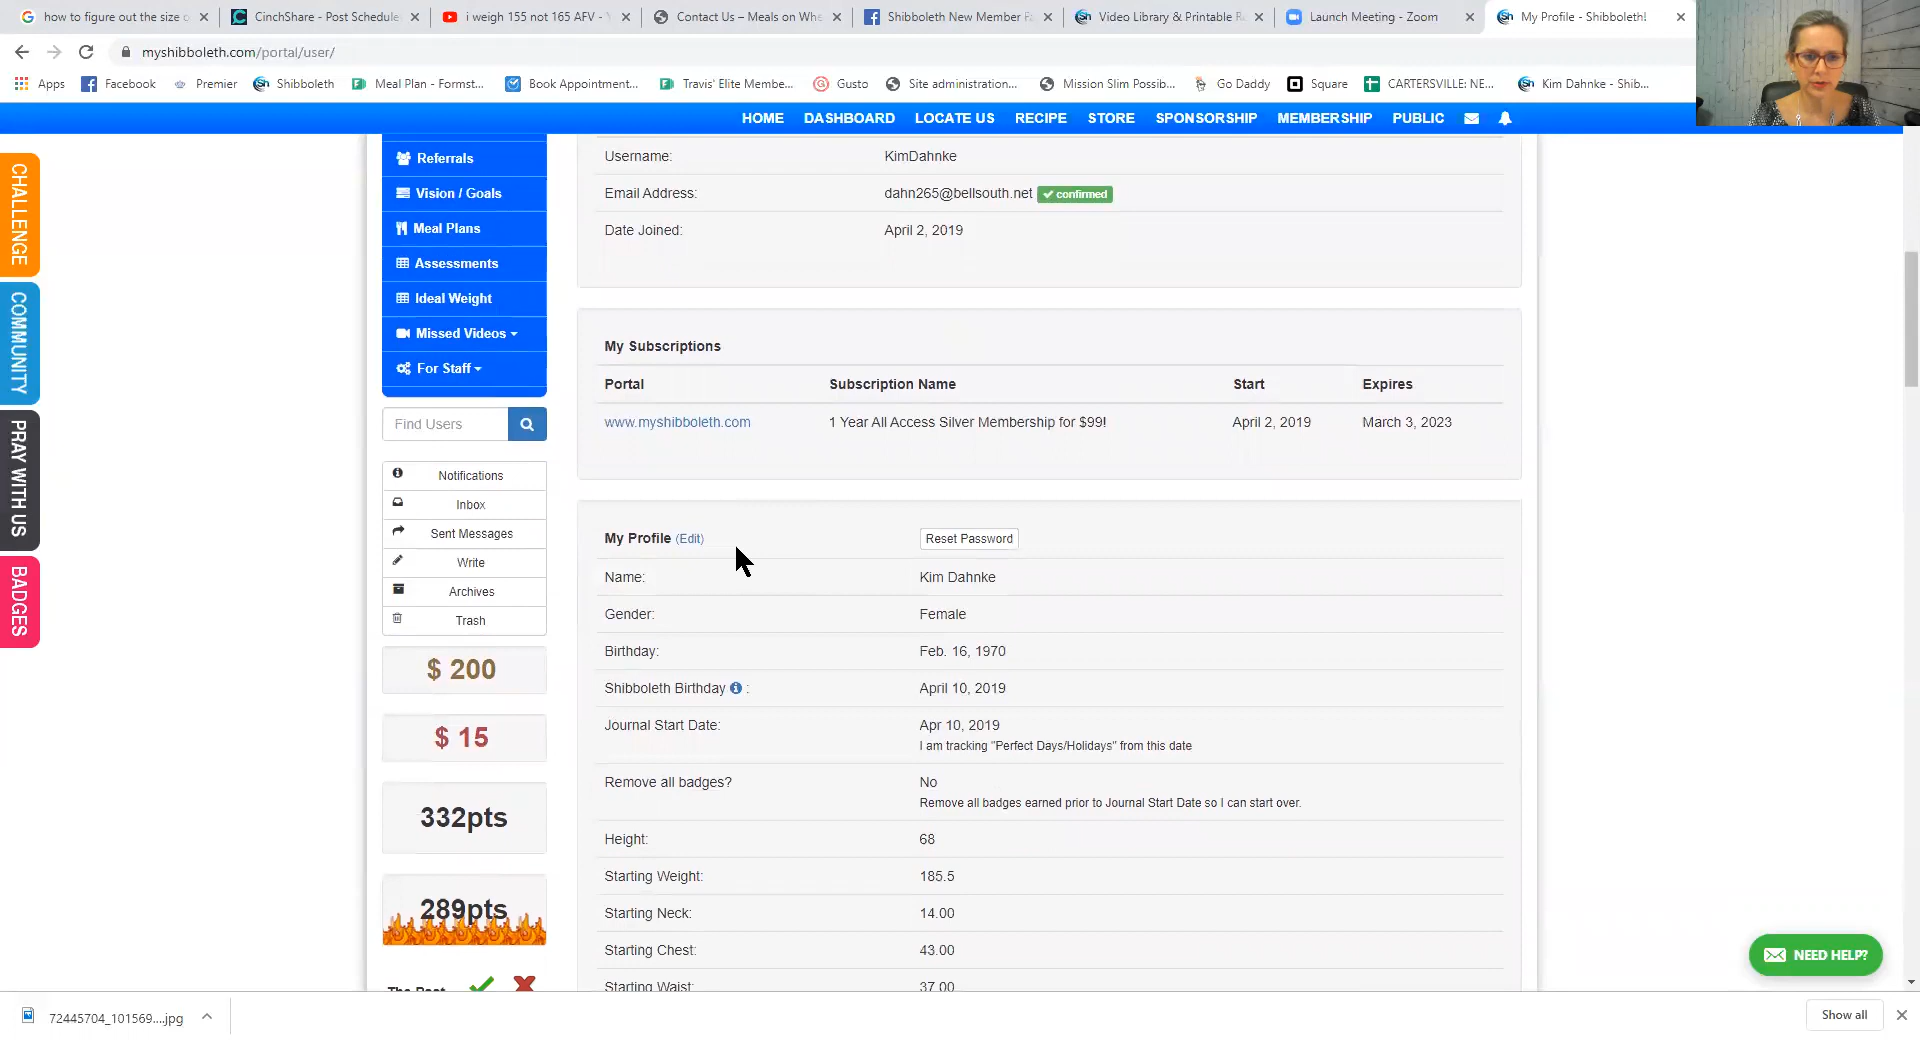 how to figure out the size o
CinchShare - Post Schedule
i weigh 155 not 165 AFV - Y
Contact Us – Meals on Whe
Shibboleth New Member Fa
Video Library & Printable R
Launch Meeting - Zoom
My Profile - Shibboleth!
myshibboleth.com/portal/user/
Apps
Facebook
Premier
Shibboleth
Meal Plan - Formst...
Book Appointment...
Travis' Elite Membe...
Gusto
Site administration...
Mission Slim Possib...
Go Daddy
Square
CARTERSVILLE: NE...
Kim Dahnke - Shib...
HOME DASHBOARD LOCATE US RECIPE STORE SPONSORSHIP MEMBERSHIP PUBLIC
CHALLENGE
COMMUNITY
PRAY WITH US
BADGES
Referrals
Vision / Goals
Meal Plans
Assessments
Ideal Weight
Missed Videos
For Staff
Find Users
Notifications
Inbox
Sent Messages
Write
Archives
Trash
$ 200
$ 15
332pts
289pts
Username: KimDahnke
Email Address: dahn265@bellsouth.net confirmed
Date Joined: April 2, 2019
My Subscriptions
Portal Subscription Name Start Expires
www.myshibboleth.com 1 Year All Access Silver Membership for $99! April 2, 2019 March 3, 2023
My Profile (Edit) Reset Password
Name: Kim Dahnke
Gender: Female
Birthday: Feb. 16, 1970
Shibboleth Birthday : April 10, 2019
Journal Start Date: Apr 10, 2019
I am tracking "Perfect Days/Holidays" from this date
Remove all badges? No
Remove all badges earned prior to Journal Start Date so I can start over.
Height: 68
Starting Weight: 185.5
Starting Neck: 14.00
Starting Chest: 43.00
Starting Waist: 37.00
NEED HELP?
72445704_101569....jpg
Show all